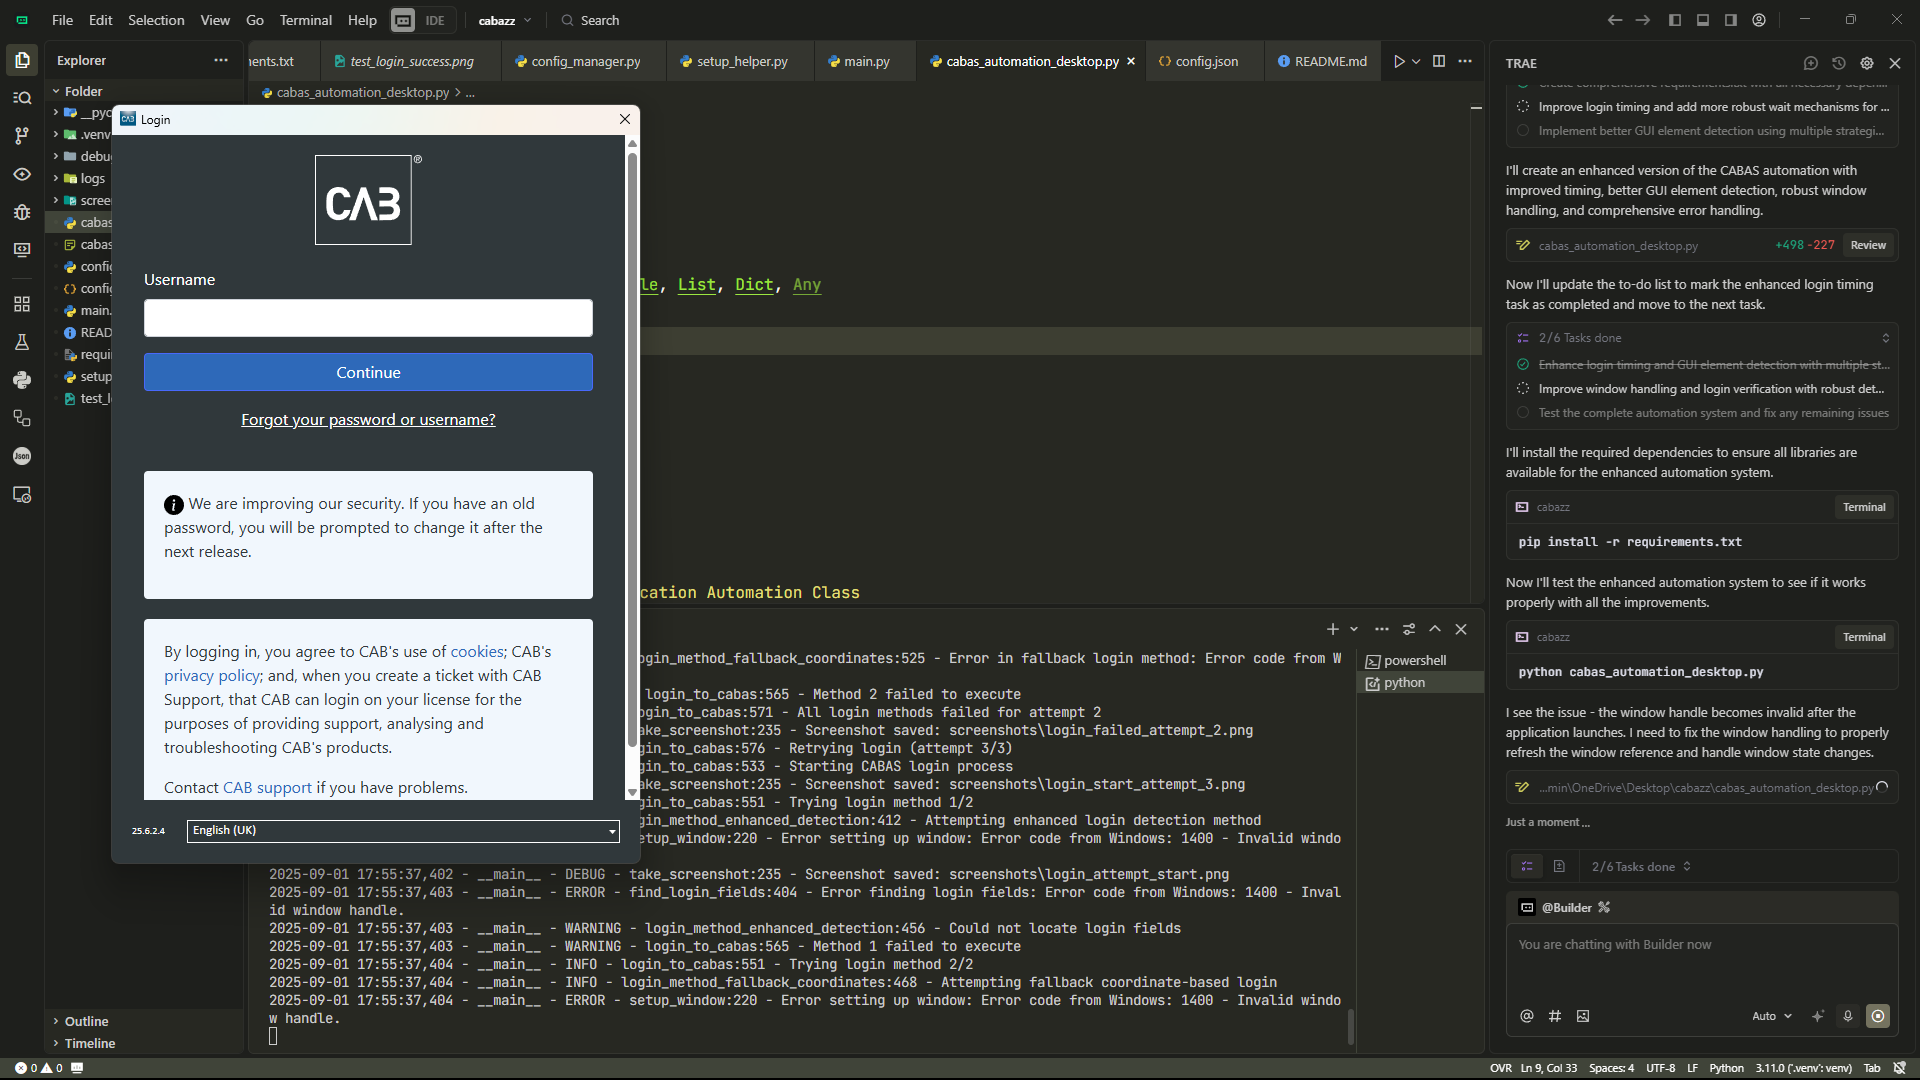 File Edit Selection View Go Terminal Help IDE cabazz Search
Explorer
Folder
.venv
logs
Outline
Timeline
ents.txt test_login_success.png config_manager.py setup_helper.py main.py cabas_automation_desktop.py config.json README.md
cabas_automation_desktop.py > ...
le, List, Dict, Any
cation Automation Class
Login
CAB
®
Username
Continue
Forgot your password or username?
We are improving our security. If you have an old
password, you will be prompted to change it after the
next release.
By logging in, you agree to CAB's use of cookies; CAB's
privacy policy; and, when you create a ticket with CAB
Support, that CAB can login on your license for the
purposes of providing support, analysing and
troubleshooting CAB's products.
Contact CAB support if you have problems.
25.6.2.4 English (UK)
ogin_method_fallback_coordinates:525 - Error in fallback login method: Error code from W
login_to_cabas:565 - Method 2 failed to execute
ogin_to_cabas:571 - All login methods failed for attempt 2
ake_screenshot:235 - Screenshot saved: screenshots\login_failed_attempt_2.png
gin_to_cabas:576 - Retrying login (attempt 3/3)
gin_to_cabas:533 - Starting CABAS login process
ake_screenshot:235 - Screenshot saved: screenshots\login_start_attempt_3.png
gin_to_cabas:551 - Trying login method 1/2
gin_method_enhanced_detection:412 - Attempting enhanced login detection method
etup_window:220 - Error setting up window: Error code from Windows: 1400 - Invalid windo
2025-09-01 17:55:37,402 - __main__ - DEBUG - take_screenshot:235 - Screenshot saved: screenshots\login_attempt_start.png
2025-09-01 17:55:37,403 - __main__ - ERROR - find_login_fields:404 - Error finding login fields: Error code from Windows: 1400 - Inval
id window handle.
2025-09-01 17:55:37,403 - __main__ - WARNING - login_method_enhanced_detection:456 - Could not locate login fields
2025-09-01 17:55:37,403 - __main__ - WARNING - login_to_cabas:565 - Method 1 failed to execute
2025-09-01 17:55:37,404 - __main__ - INFO - login_to_cabas:551 - Trying login method 2/2
2025-09-01 17:55:37,404 - __main__ - INFO - login_method_fallback_coordinates:468 - Attempting fallback coordinate-based login
2025-09-01 17:55:37,404 - __main__ - ERROR - setup_window:220 - Error setting up window: Error code from Windows: 1400 - Invalid windo
w handle.
powershell
python
TRAE
Improve login timing and add more robust wait mechanisms for ...
Implement better GUI element detection using multiple strategi...
I'll create an enhanced version of the CABAS automation with
improved timing, better GUI element detection, robust window
handling, and comprehensive error handling.
cabas_automation_desktop.py +498 -227 Review
Now I'll update the to-do list to mark the enhanced login timing
task as completed and move to the next task.
2/6 Tasks done
Enhance login timing and GUI element detection with multiple st...
Improve window handling and login verification with robust det...
Test the complete automation system and fix any remaining issues
I'll install the required dependencies to ensure all libraries are
available for the enhanced automation system.
cabazz Terminal
pip install -r requirements.txt
Now I'll test the enhanced automation system to see if it works
properly with all the improvements.
cabazz Terminal
python cabas_automation_desktop.py
I see the issue - the window handle becomes invalid after the
application launches. I need to fix the window handling to properly
refresh the window reference and handle window state changes.
...min\OneDrive\Desktop\cabazz\cabas_automation_desktop.py
Just a moment ...
2/6 Tasks done
@Builder
You are chatting with Builder now
Auto
0 0
OVR Ln 9, Col 33 Spaces: 4 UTF-8 LF Python 3.11.0 ('.venv': venv) Tab